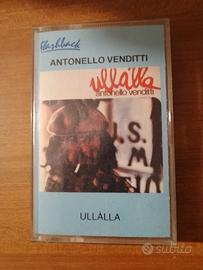 flashback
ANTONELLO VENDITTI
ullàlla
antonello venditti
U.S.
M
ULLÀLLA
subito